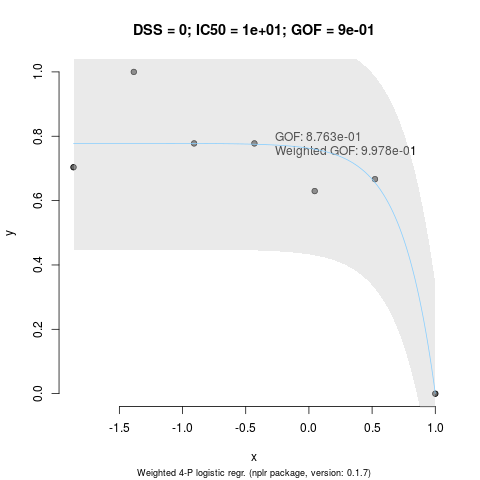 DSS = 0; IC50 = 1e+01; GOF = 9e-01
GOF: 8.763e-01
Weighted GOF: 9.978e-01
y
1.0
0.8
0.6
0.4
0.2
0.0
-1.5 -1.0 -0.5 0.0 0.5 1.0
x
Weighted 4-P logistic regr. (nplr package, version: 0.1.7)